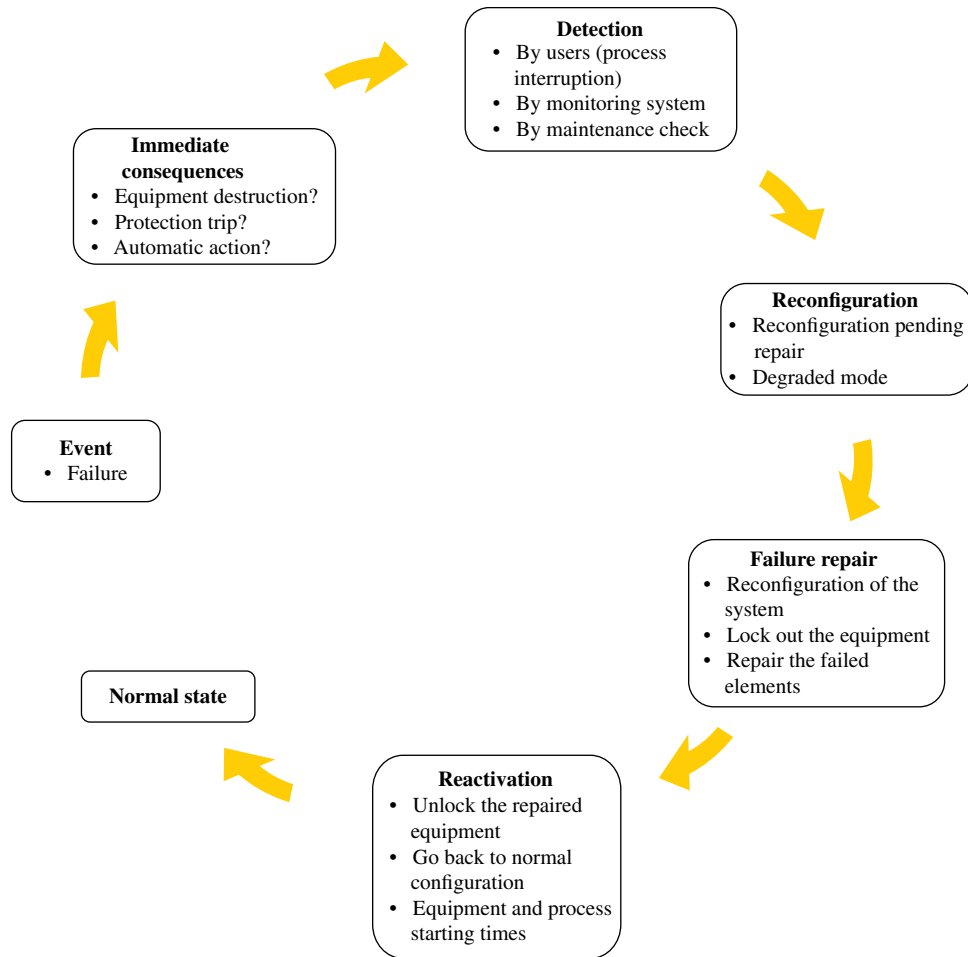 Detection
• By users (process
interruption)
• By monitoring system
• By maintenance check
Immediate
consequences
• Equipment destruction?
• Protection trip?
• Automatic action?
Reconfiguration
• Reconfiguration pending
repair
• Degraded mode
Event
• Failure
Failure repair
• Reconfiguration of the
system
• Lock out the equipment
• Repair the failed
elements
Normal state
Reactivation
• Unlock the repaired
equipment
• Go back to normal
configuration
• Equipment and process
starting times